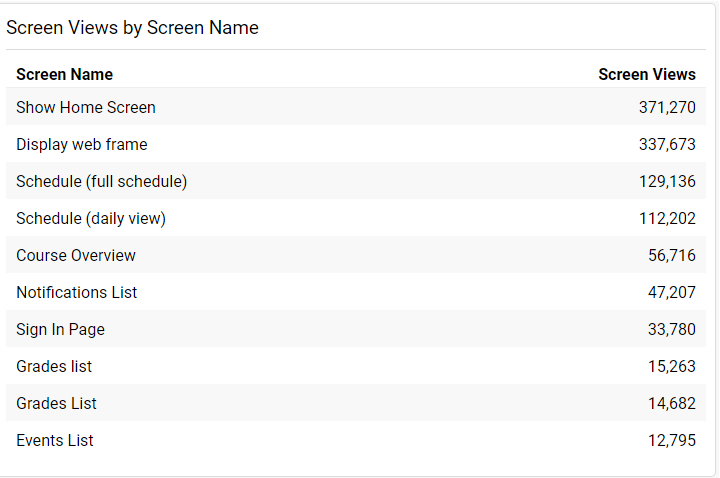 Screen Views by Screen Name
Screen Name Screen Views
Show Home Screen 371,270
Display web frame 337,673
Schedule (full schedule) 129,136
Schedule (daily view) 112,202
Course Overview 56,716
Notifications List 47,207
Sign In Page 33,780
Grades list 15,263
Grades List 14,682
Events List 12,795